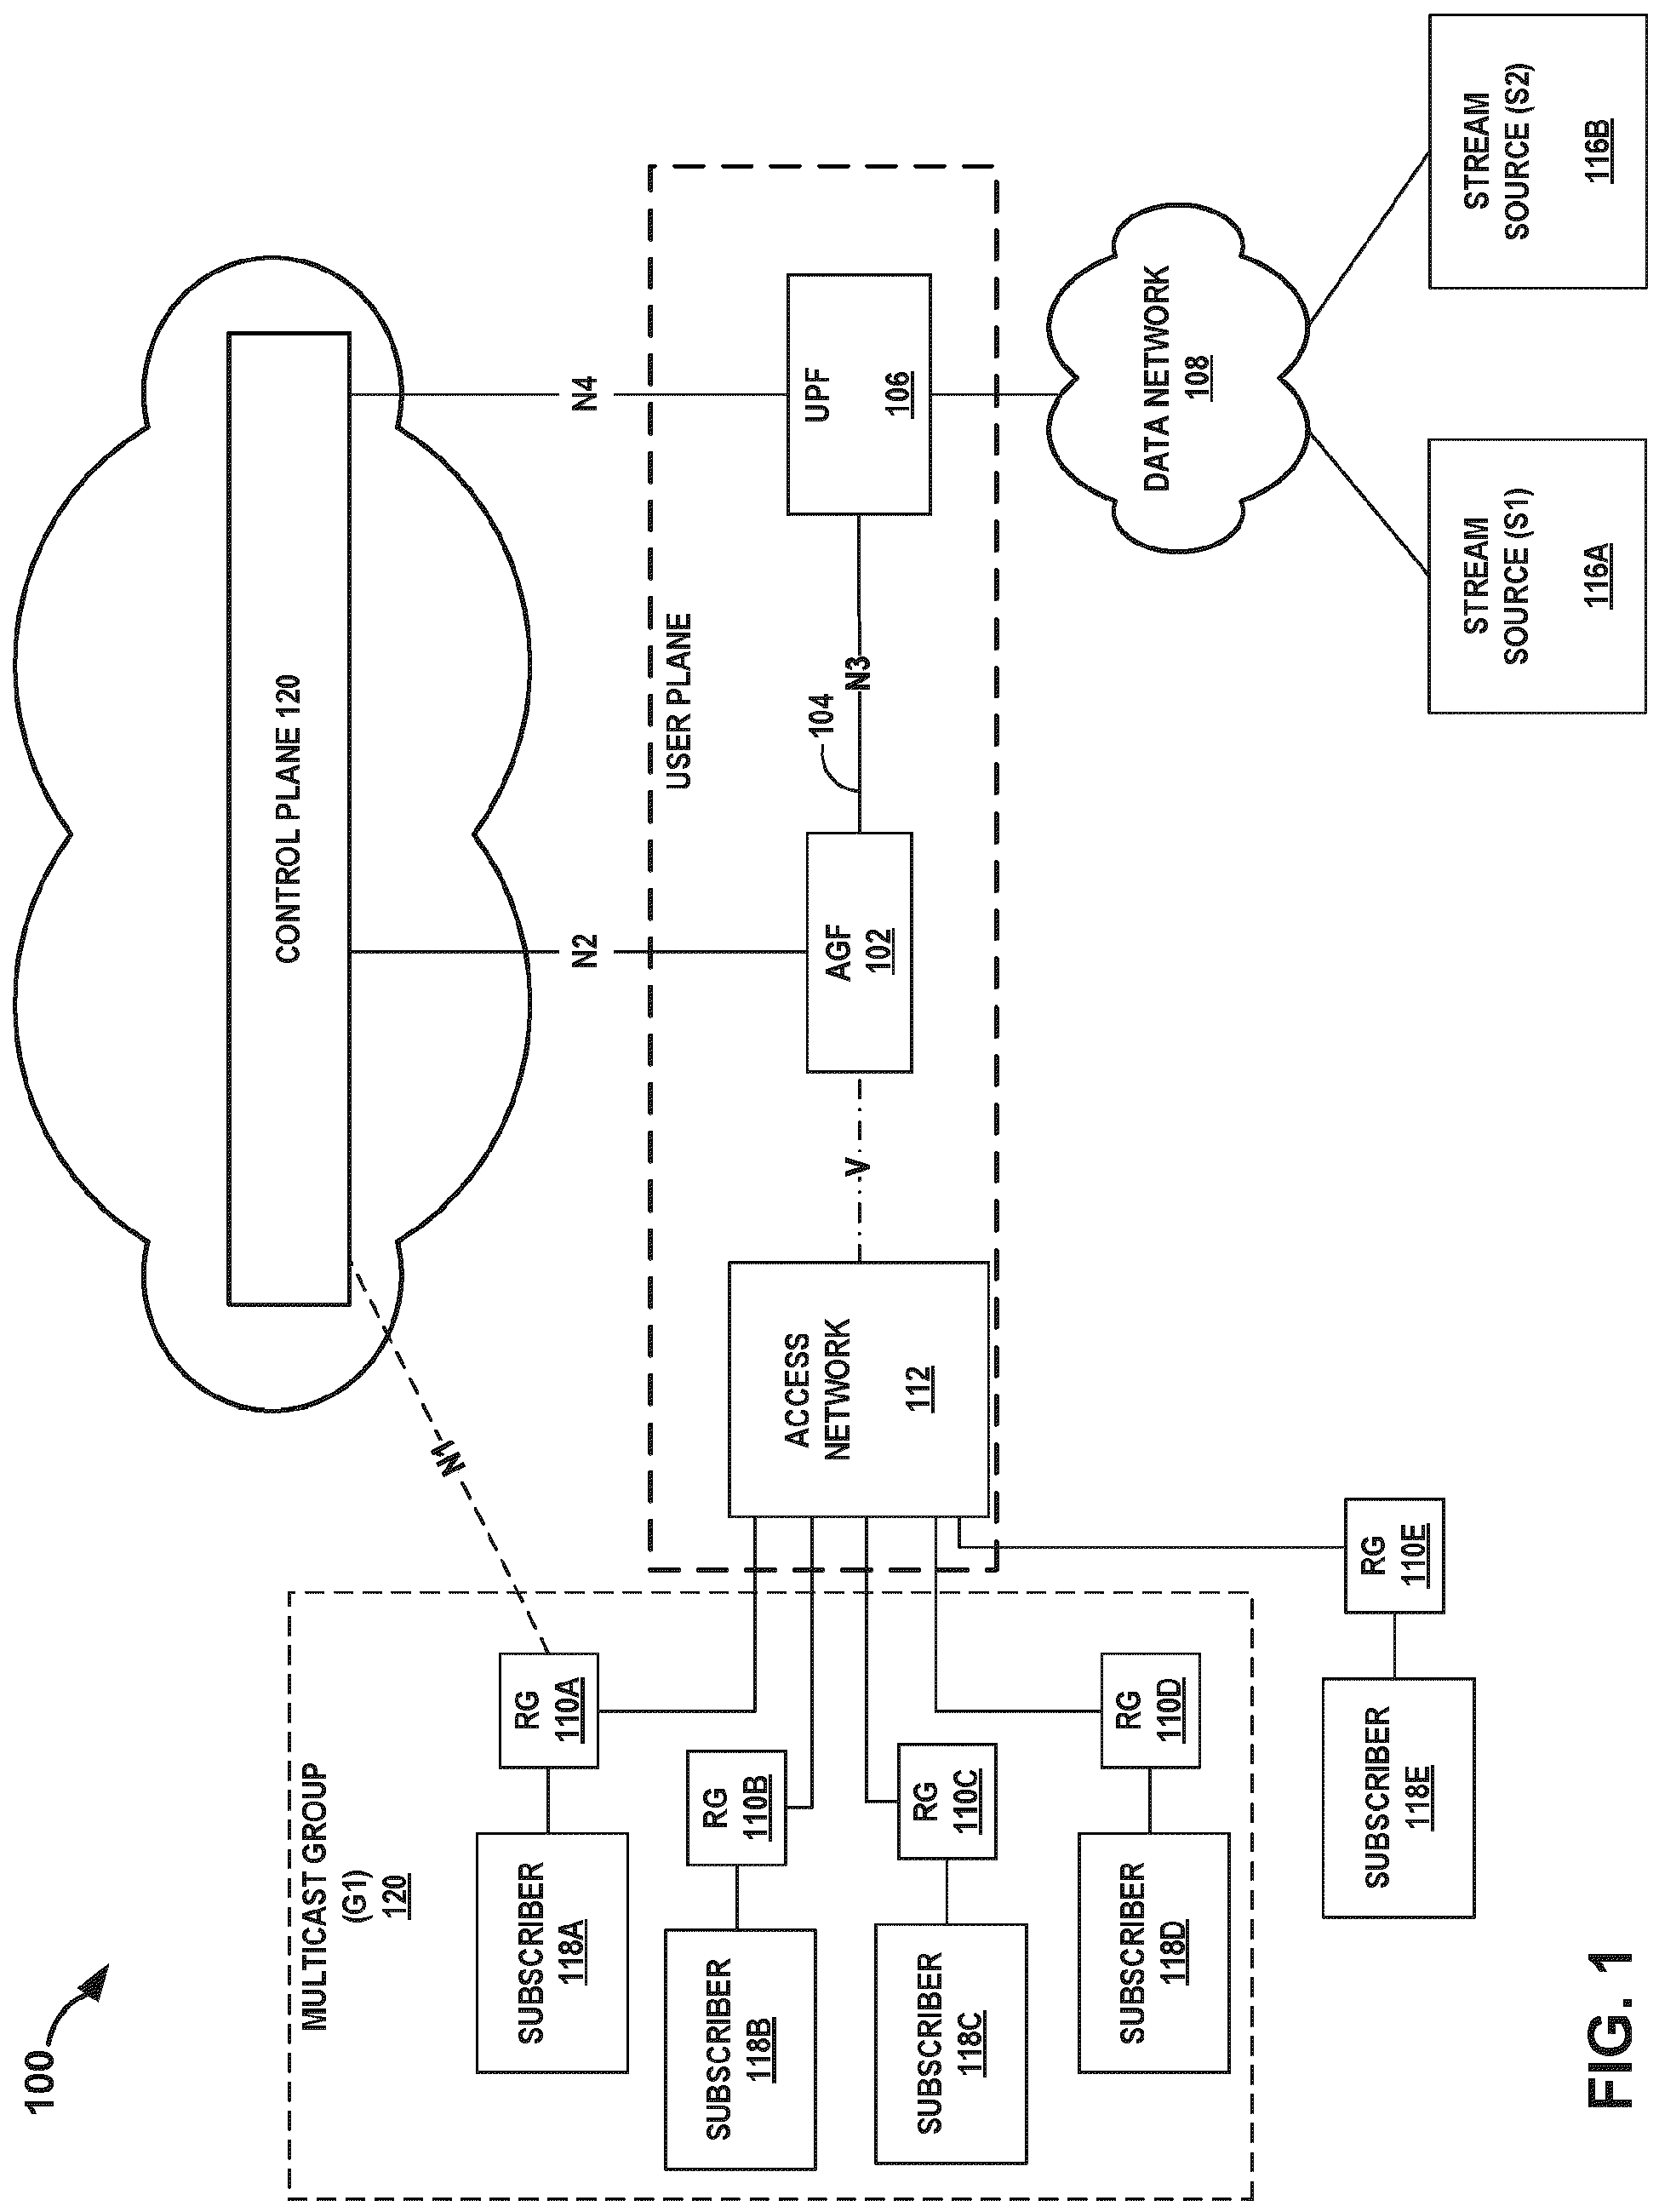 100
CONTROL PLANE 120
N1
N2
N4
MULTICAST GROUP
(G1)
120
USER PLANE
SUBSCRIBER
118A
RG
110A
SUBSCRIBER
118B
RG
110B
SUBSCRIBER
118C
RG
110C
SUBSCRIBER
118D
RG
110D
SUBSCRIBER
118E
RG
110E
ACCESS
NETWORK
112
V
AGF
102
104
N3
UPF
106
DATA NETWORK
108
STREAM
SOURCE (S1)
116A
STREAM
SOURCE (S2)
116B
FIG. 1